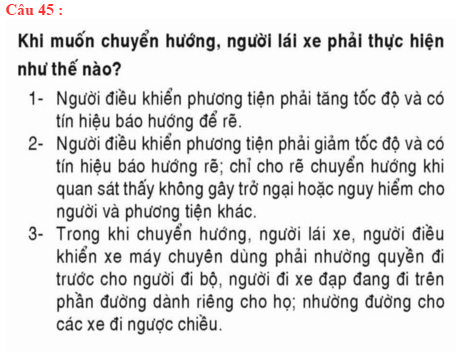 Câu 45 :
Khi muốn chuyển hướng, người lái xe phải thực hiện
như thế nào?
1- Người điều khiển phương tiện phải tăng tốc độ và có
tín hiệu báo hướng để rẽ.
2- Người điều khiển phương tiện phải giảm tốc độ và có
tín hiệu báo hướng rẽ; chỉ cho rẽ chuyển hướng khi
quan sát thấy không gây trở ngại hoặc nguy hiểm cho
người và phương tiện khác.
3- Trong khi chuyển hướng, người lái xe, người điều
khiển xe máy chuyên dùng phải nhường quyền đi
trước cho người đi bộ, người đi xe đạp đang đi trên
phần đường dành riêng cho họ; nhường đường cho
các xe đi ngược chiều.